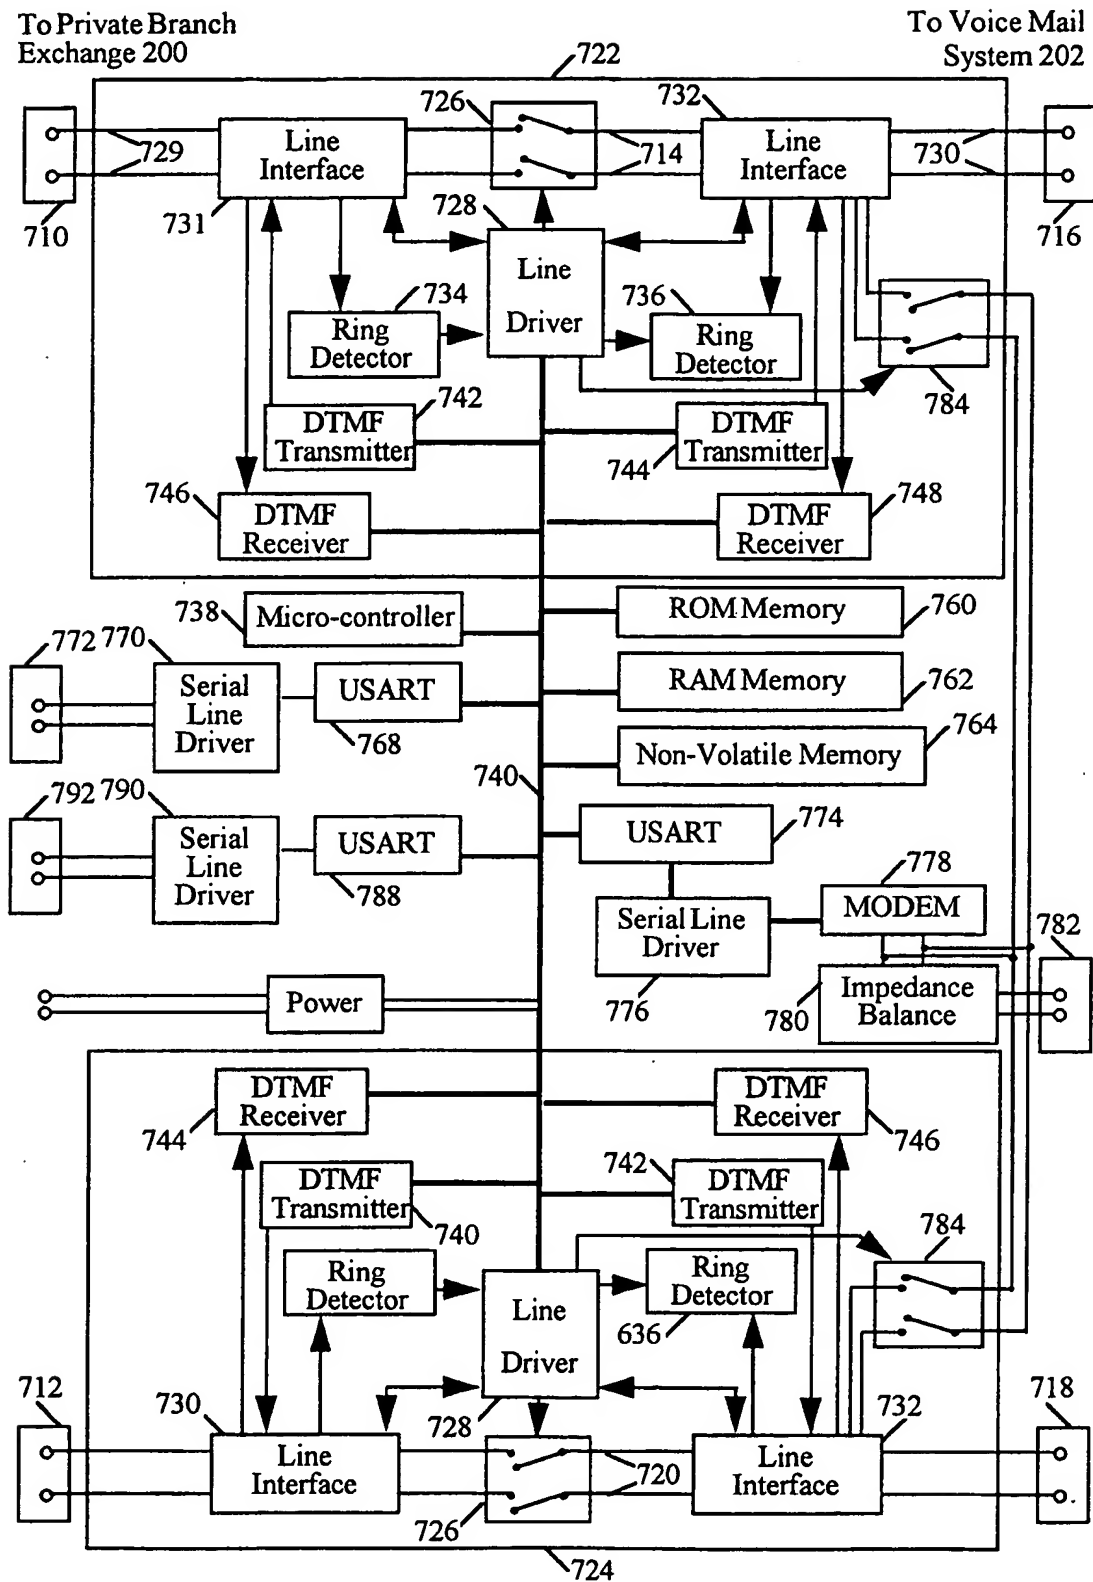 To Private Branch
Exchange 200
To Voice Mail
System 202
722
726
732
729
Line
Interface
714
Line
Interface
730
710
731
728
716
Line
Driver
734
Ring
Detector
736
Ring
Detector
784
742
DTMF
Transmitter
DTMF
Transmitter
744
746
DTMF
Receiver
DTMF
Receiver
748
738
Micro-controller
ROM Memory
760
772
770
Serial
Line
Driver
USART
768
RAM Memory
762
Non-Volatile Memory
764
740
792
790
Serial
Line
Driver
USART
788
USART
774
778
MODEM
Serial Line
Driver
776
782
780
Impedance
Balance
Power
DTMF
Receiver
744
DTMF
Receiver
746
DTMF
Transmitter
740
742
DTMF
Transmitter
784
Ring
Detector
Line
Driver
Ring
Detector
636
712
730
728
732
718
Line
Interface
720
Line
Interface
726
724